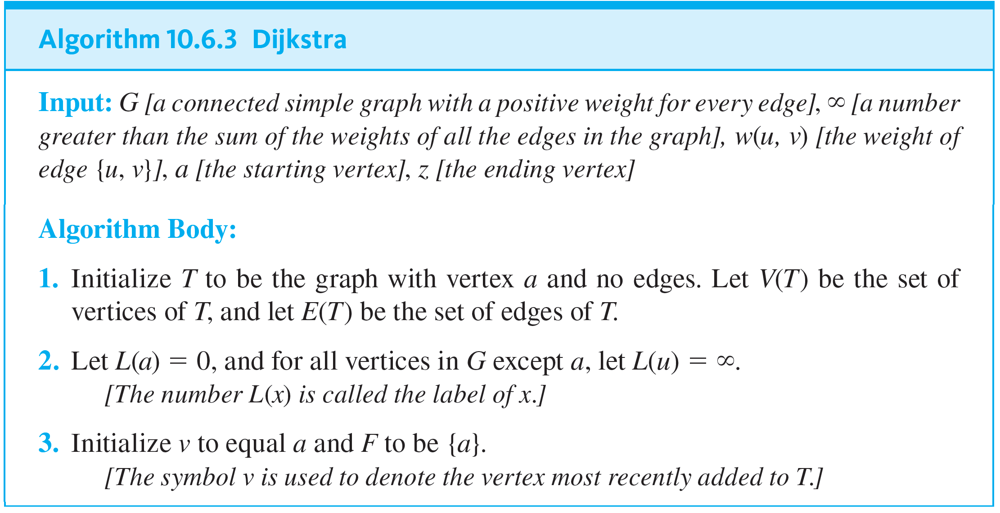 Algorithm 10.6.3 Dijkstra
Input: G [a connected simple graph with a positive weight for every edge], ∞ [a number
greater than the sum of the weights of all the edges in the graph], w(u, v) [the weight of
edge {u, v}], a [the starting vertex], z [the ending vertex]
Algorithm Body:
1. Initialize T to be the graph with vertex a and no edges. Let V(T) be the set of
vertices of T, and let E(T) be the set of edges of T.
2. Let L(a) = 0, and for all vertices in G except a, let L(u) = ∞.
[The number L(x) is called the label of x.]
3. Initialize v to equal a and F to be {a}.
[The symbol v is used to denote the vertex most recently added to T.]